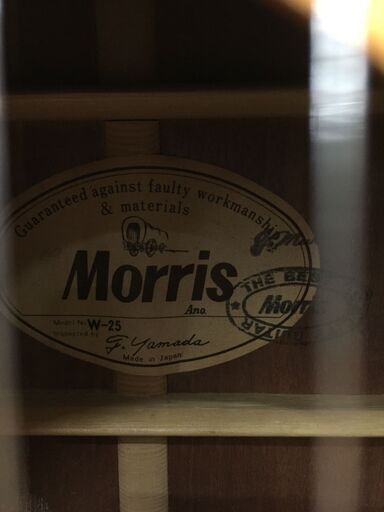 Guaranteed against faulty workmanship
& materials
Morris
Ano.
Model No. W-25
Inspected by F. Yamada
Made in Japan
THE BES
Morri
GUITAR